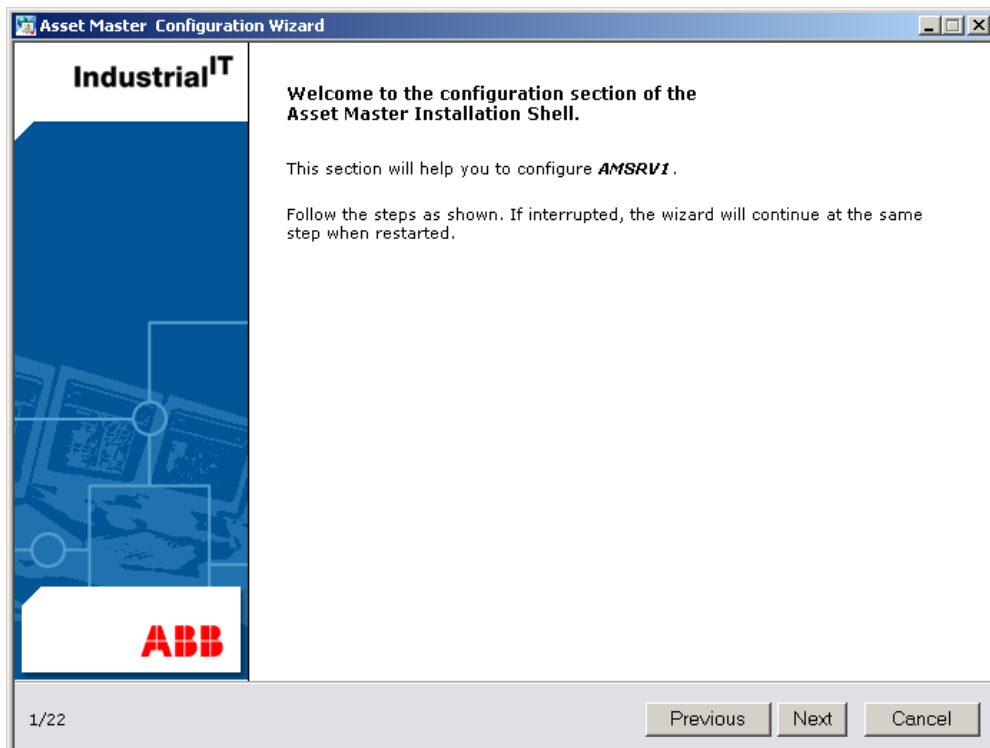 Asset Master Configuration Wizard
Industrial IT
Welcome to the configuration section of the
Asset Master Installation Shell.
This section will help you to configure AMSRV1.
Follow the steps as shown. If interrupted, the wizard will continue at the same
step when restarted.
ABB
1/22
Previous Next Cancel